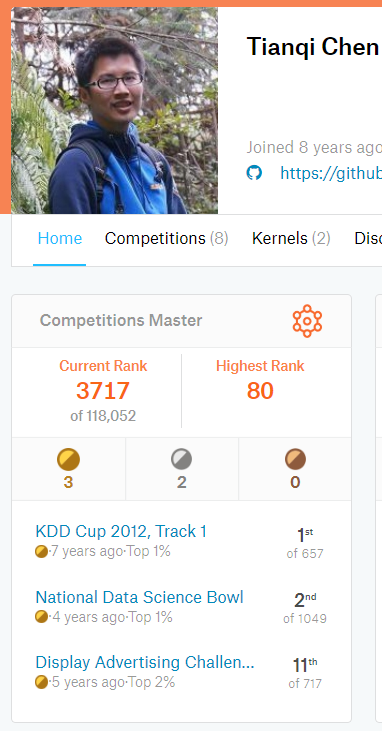 Tianqi Chen
Joined 8 years ago
https://github
Home Competitions (8) Kernels (2) Disc
Competitions Master
Current Rank Highest Rank
3717 80
of 118,052
3 2 0
KDD Cup 2012, Track 1 1st
·7 years ago·Top 1% of 657
National Data Science Bowl 2nd
·4 years ago·Top 1% of 1049
Display Advertising Challen... 11th
·5 years ago·Top 2% of 717